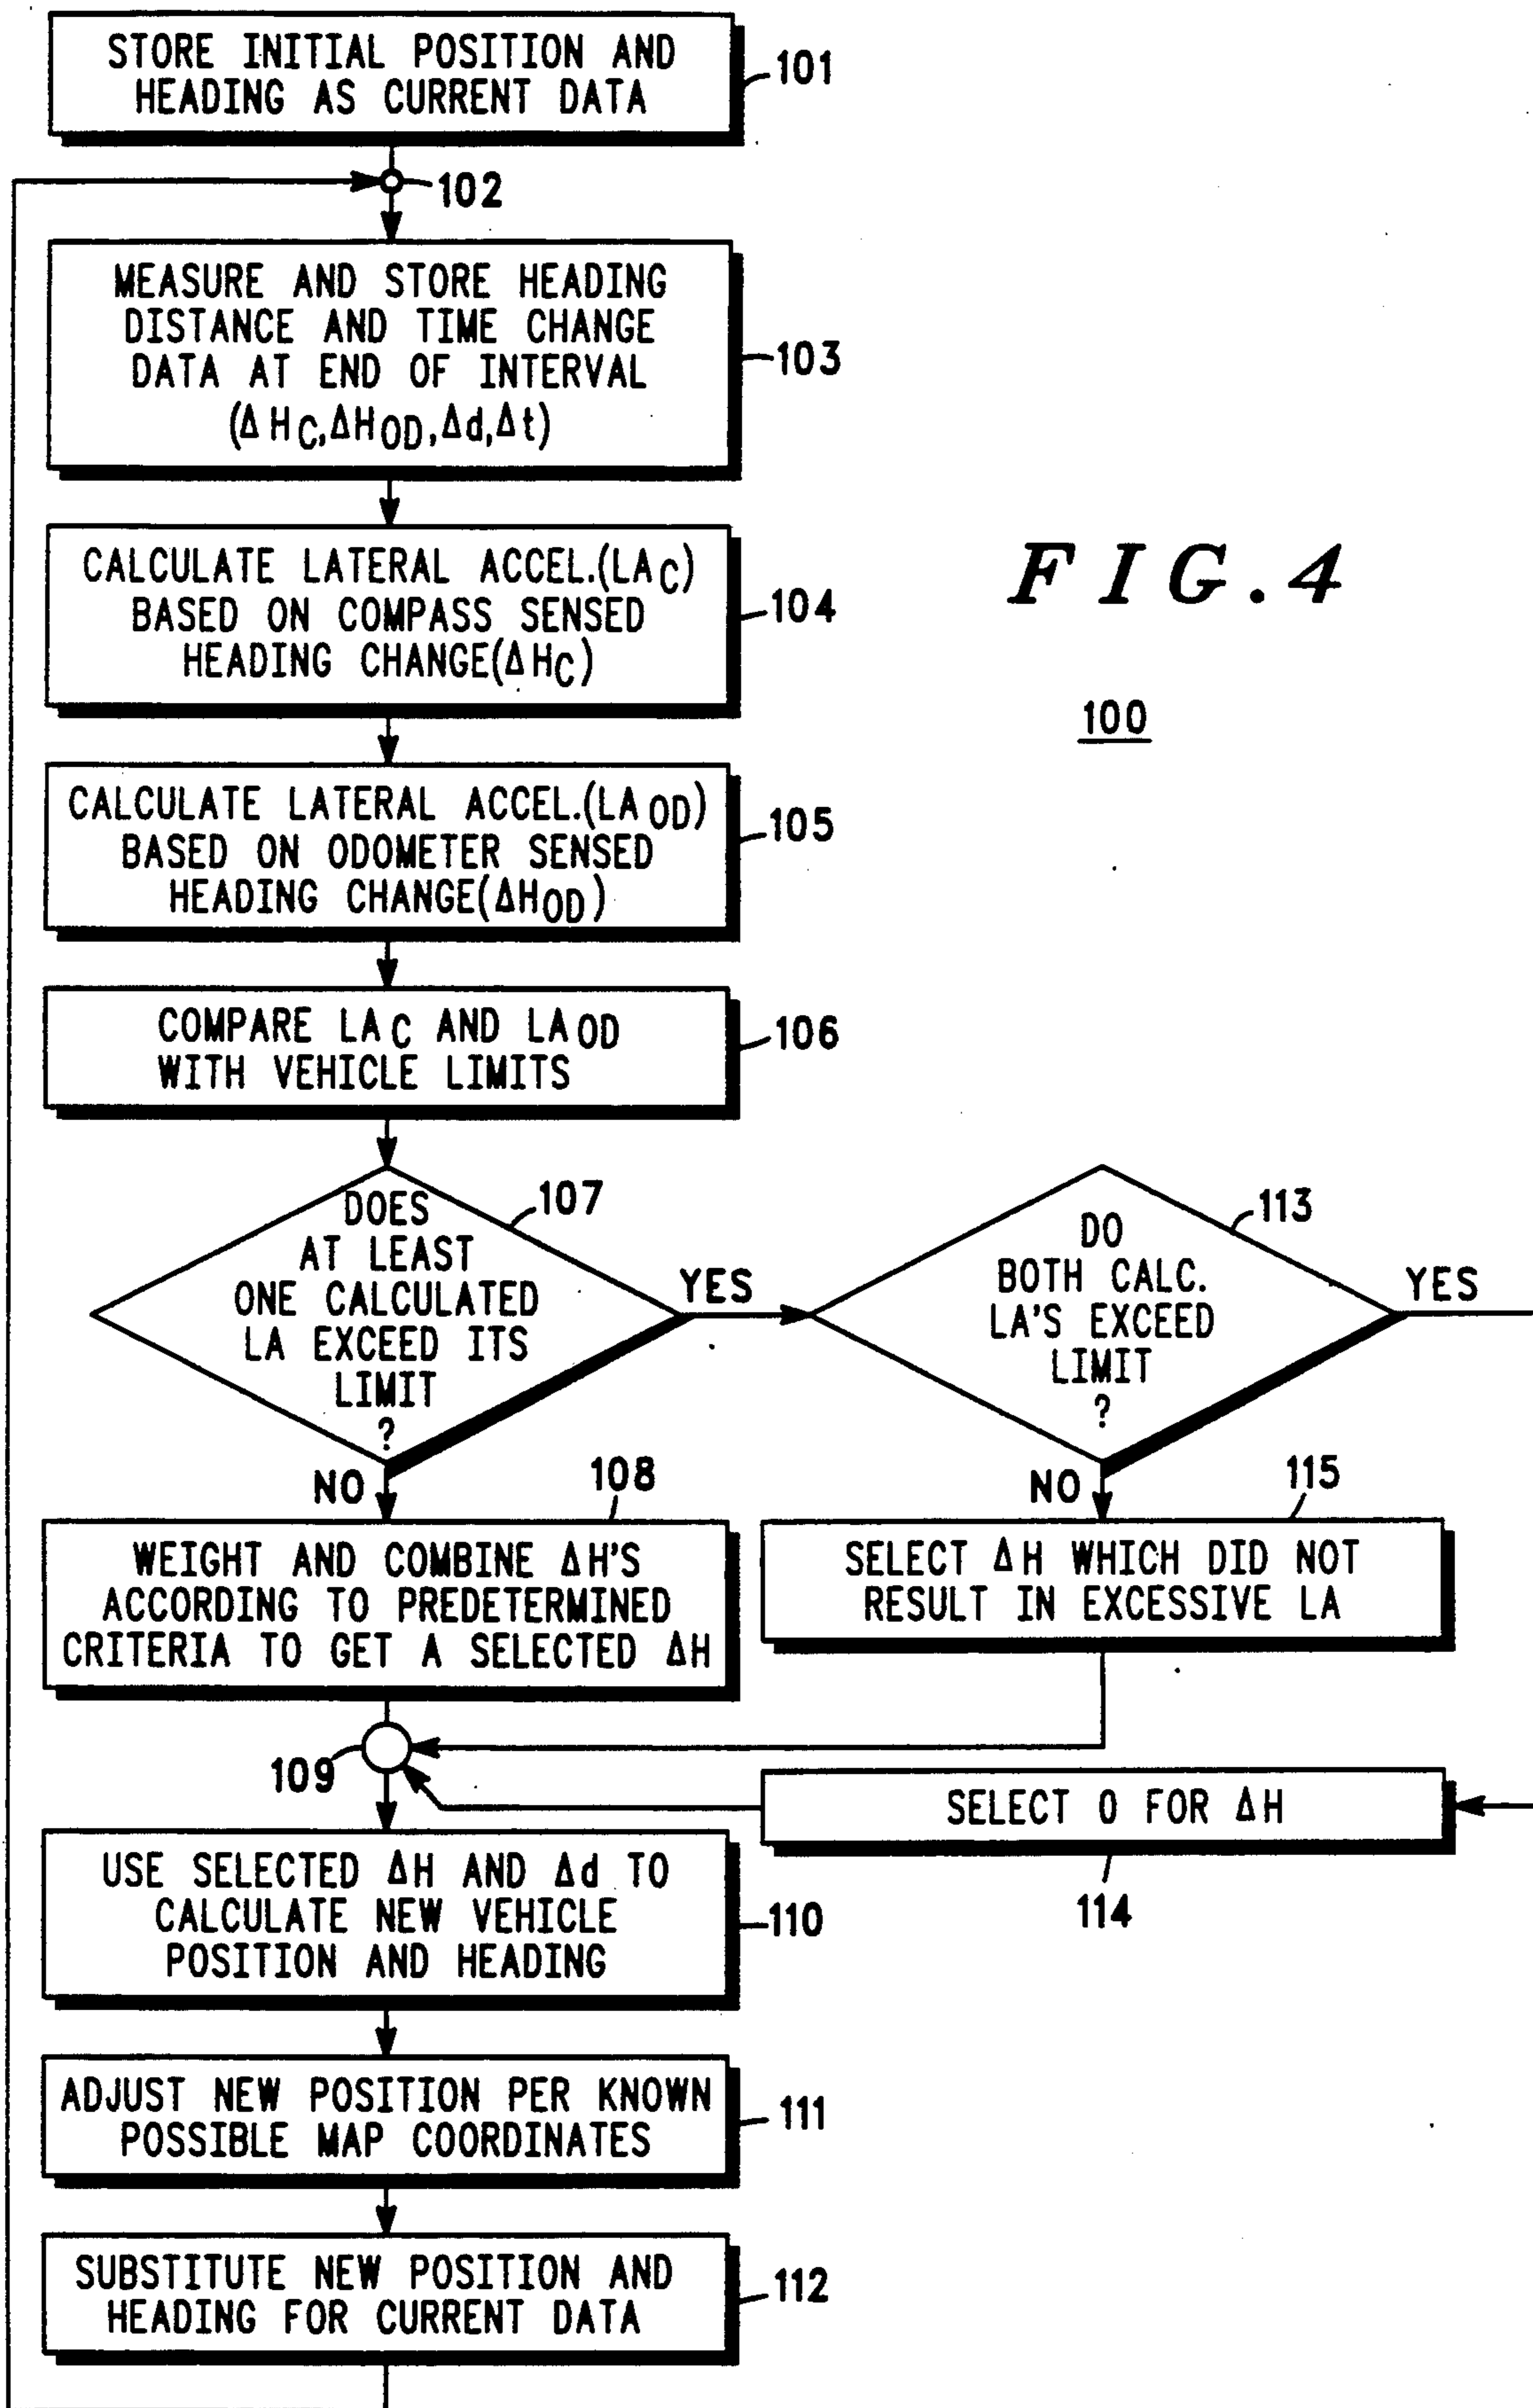 STORE INITIAL POSITION AND
HEADING AS CURRENT DATA
101
102
MEASURE AND STORE HEADING
DISTANCE AND TIME CHANGE
DATA AT END OF INTERVAL
(ΔHC,ΔHOD,Δd,Δt)
103
CALCULATE LATERAL ACCEL.(LAC)
BASED ON COMPASS SENSED
HEADING CHANGE(ΔHC)
104
FIG.4
100
CALCULATE LATERAL ACCEL.(LAOD)
BASED ON ODOMETER SENSED
HEADING CHANGE(ΔHOD)
105
COMPARE LAC AND LAOD
WITH VEHICLE LIMITS
106
DOES
AT LEAST
ONE CALCULATED
LA EXCEED ITS
LIMIT
?
107
YES
NO
DO
BOTH CALC.
LA'S EXCEED
LIMIT
?
113
YES
NO
108
WEIGHT AND COMBINE ΔH'S
ACCORDING TO PREDETERMINED
CRITERIA TO GET A SELECTED ΔH
115
SELECT ΔH WHICH DID NOT
RESULT IN EXCESSIVE LA
109
SELECT 0 FOR ΔH
114
USE SELECTED ΔH AND Δd TO
CALCULATE NEW VEHICLE
POSITION AND HEADING
110
ADJUST NEW POSITION PER KNOWN
POSSIBLE MAP COORDINATES
111
SUBSTITUTE NEW POSITION AND
HEADING FOR CURRENT DATA
112